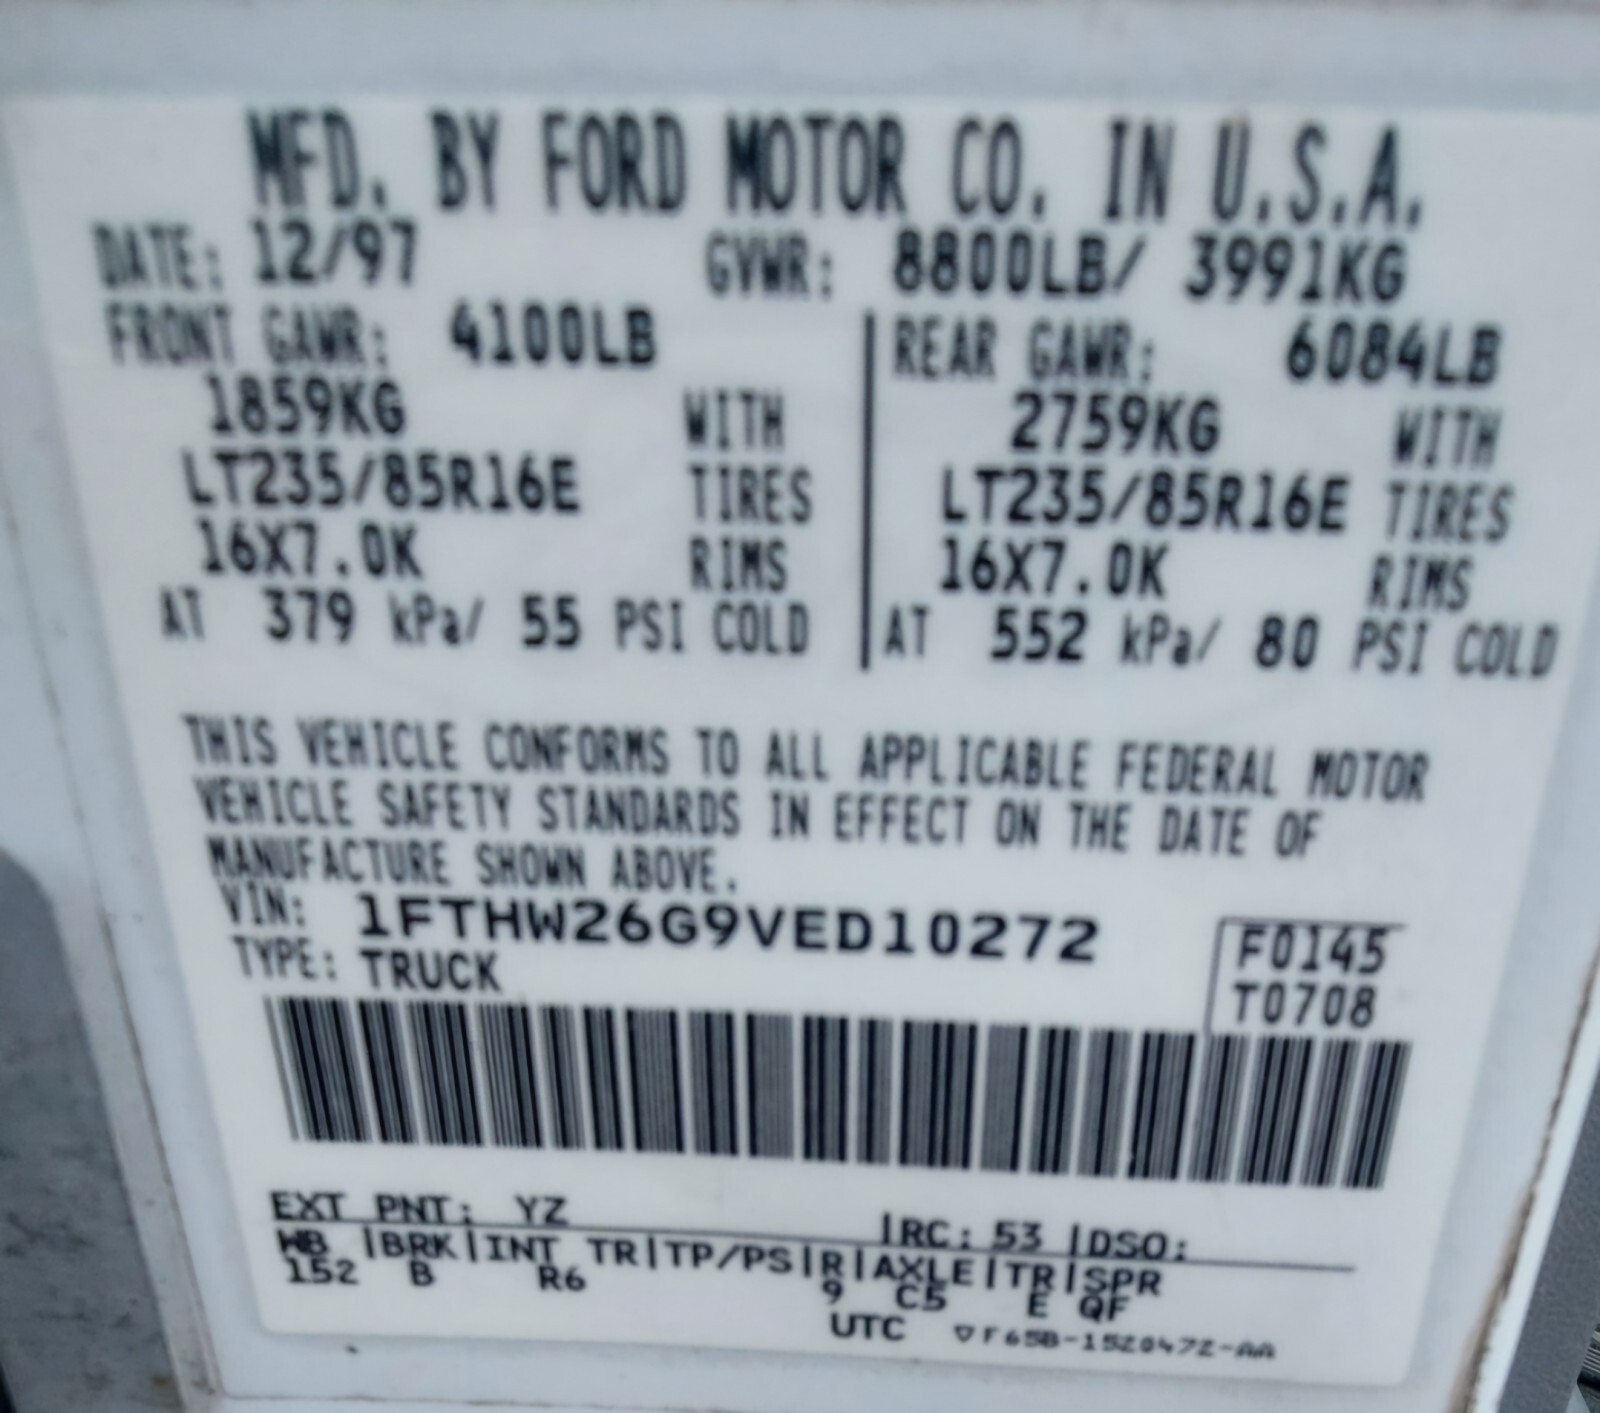 MFD. BY FORD MOTOR CO. IN U.S.A.
DATE: 12/97 GVWR: 8800LB/ 3991KG
FRONT GAWR: 4100LB REAR GAWR: 6084LB
1859KG WITH 2759KG WITH
LT235/85R16E TIRES LT235/85R16E TIRES
16X7.0K RIMS 16X7.0K RIMS
AT 379 kPa/ 55 PSI COLD AT 552 kPa/ 80 PSI COLD
THIS VEHICLE CONFORMS TO ALL APPLICABLE FEDERAL MOTOR
VEHICLE SAFETY STANDARDS IN EFFECT ON THE DATE OF
MANUFACTURE SHOWN ABOVE.
VIN: 1FTHW26G9VED10272 F0145
TYPE: TRUCK T0708
EXT PNT: YZ |RC: 53 |DSO:
WB |BRK|INT TR|TP/PS|R|AXLE|TR|SPR
152 B R6 9 C5 E QF
UTC ▽F65B-1520472-AA